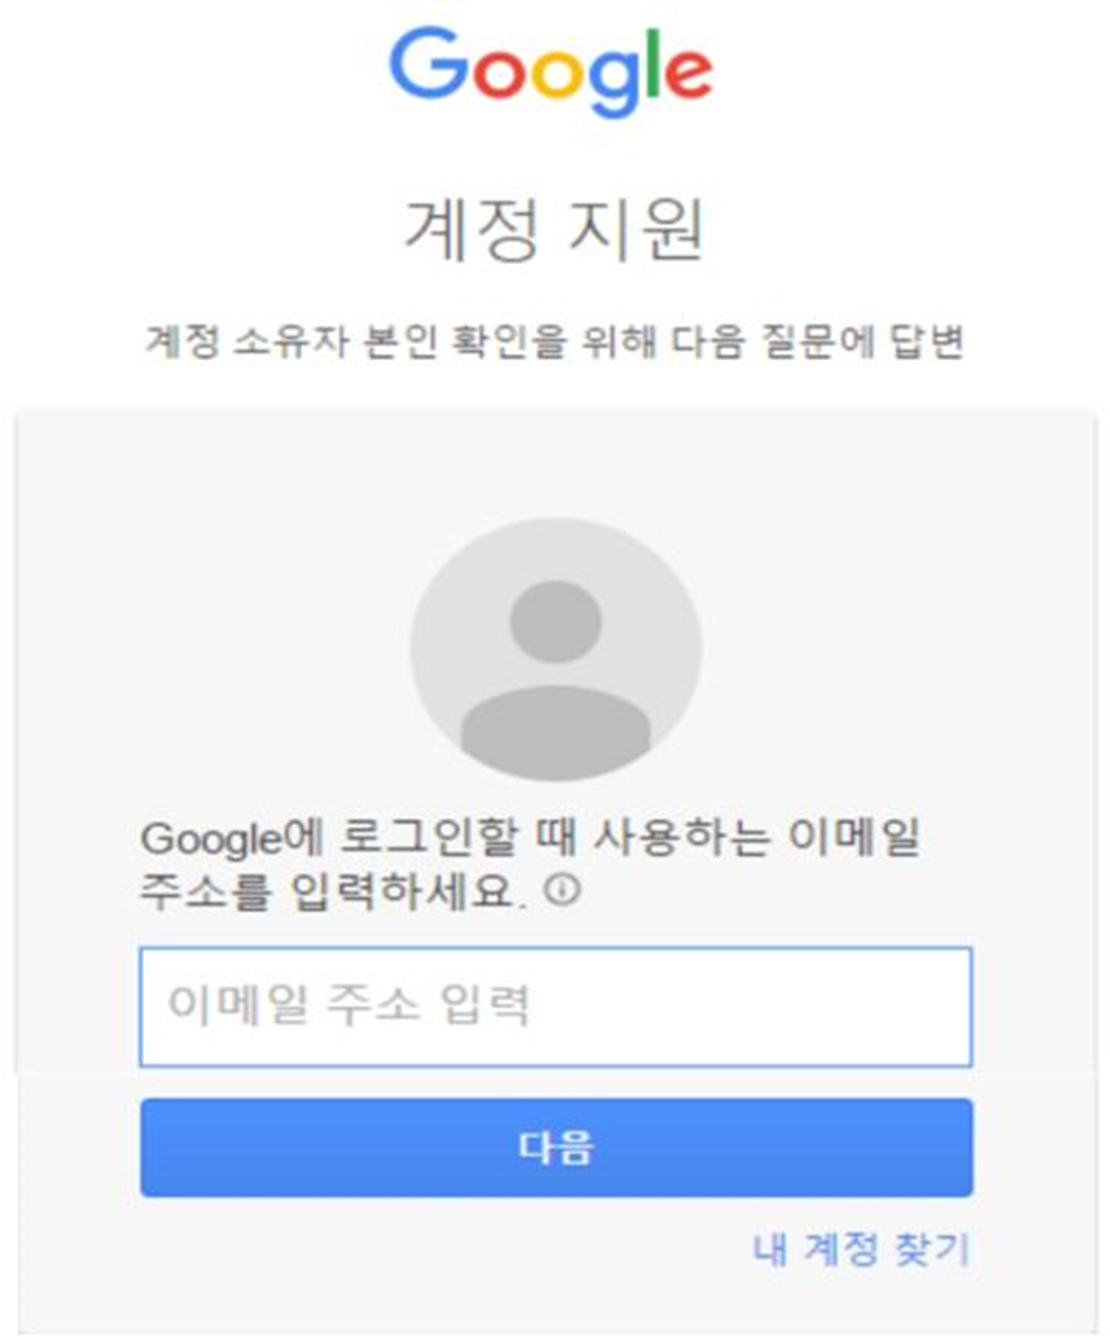 Google
계정 지원
계정 소유자 본인 확인을 위해 다음 질문에 답변
Google에 로그인할 때 사용하는 이메일
주소를 입력하세요.
이메일 주소 입력
다음
내 계정 찾기